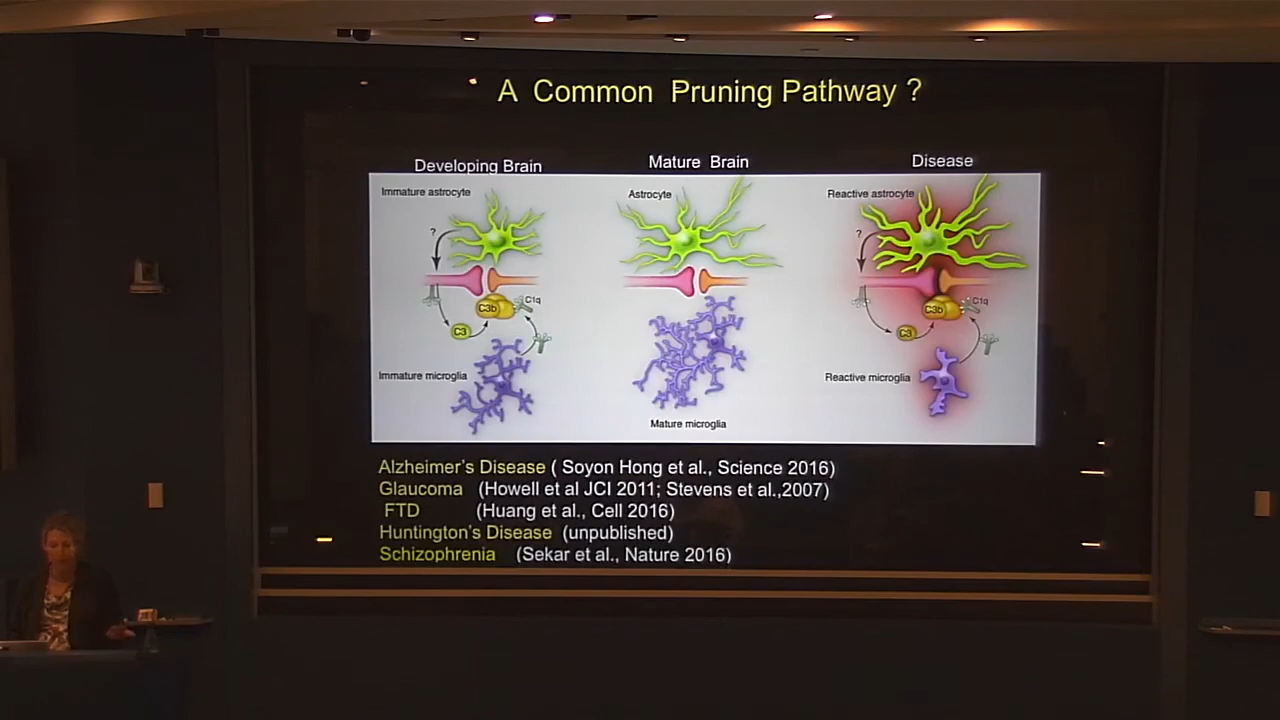 A Common Pruning Pathway ?
Developing Brain
Mature Brain
Disease
Immature astrocyte
Astrocyte
Reactive astrocyte
?
?
C1q
C1q
C3b
C3b
C3
C3
Immature microglia
Reactive microglia
Mature microglia
Alzheimer's Disease ( Soyon Hong et al., Science 2016)
Glaucoma (Howell et al JCI 2011; Stevens et al.,2007)
FTD (Huang et al., Cell 2016)
Huntington's Disease (unpublished)
Schizophrenia (Sekar et al., Nature 2016)